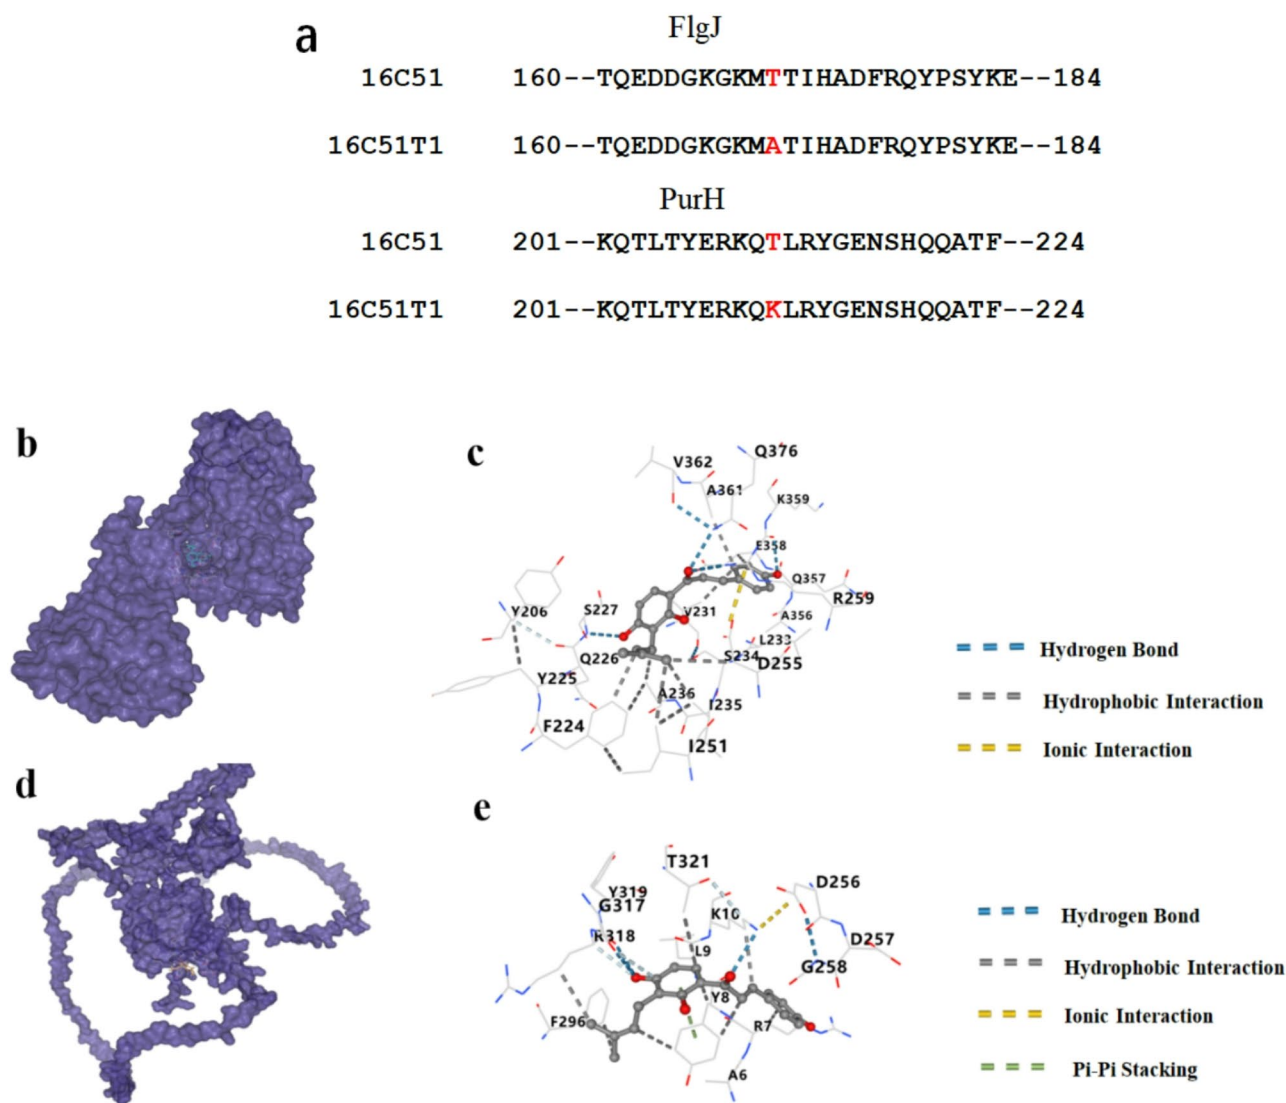 a
FlgJ
16C51 160--TQEDDGKGKMTTIHADFRQYPSYKE--184
16C51T1 160--TQEDDGKGKMATIHADFRQYPSYKE--184
PurH
16C51 201--KQTLTYERKQTLRYGENSHQQATF--224
16C51T1 201--KQTLTYERKQKLRYGENSHQQATF--224
b
c
V362
Q376
A361
K359
E358
Q357
R259
A356
Y206
S227
V231
L233
S234
D255
Q226
Y225
A236
I235
F224
I251
Hydrogen Bond
Hydrophobic Interaction
Ionic Interaction
d
e
T321
Y319
G317
K10
D256
R318
L9
D257
G258
Y8
F296
R7
A6
Hydrogen Bond
Hydrophobic Interaction
Ionic Interaction
Pi-Pi Stacking